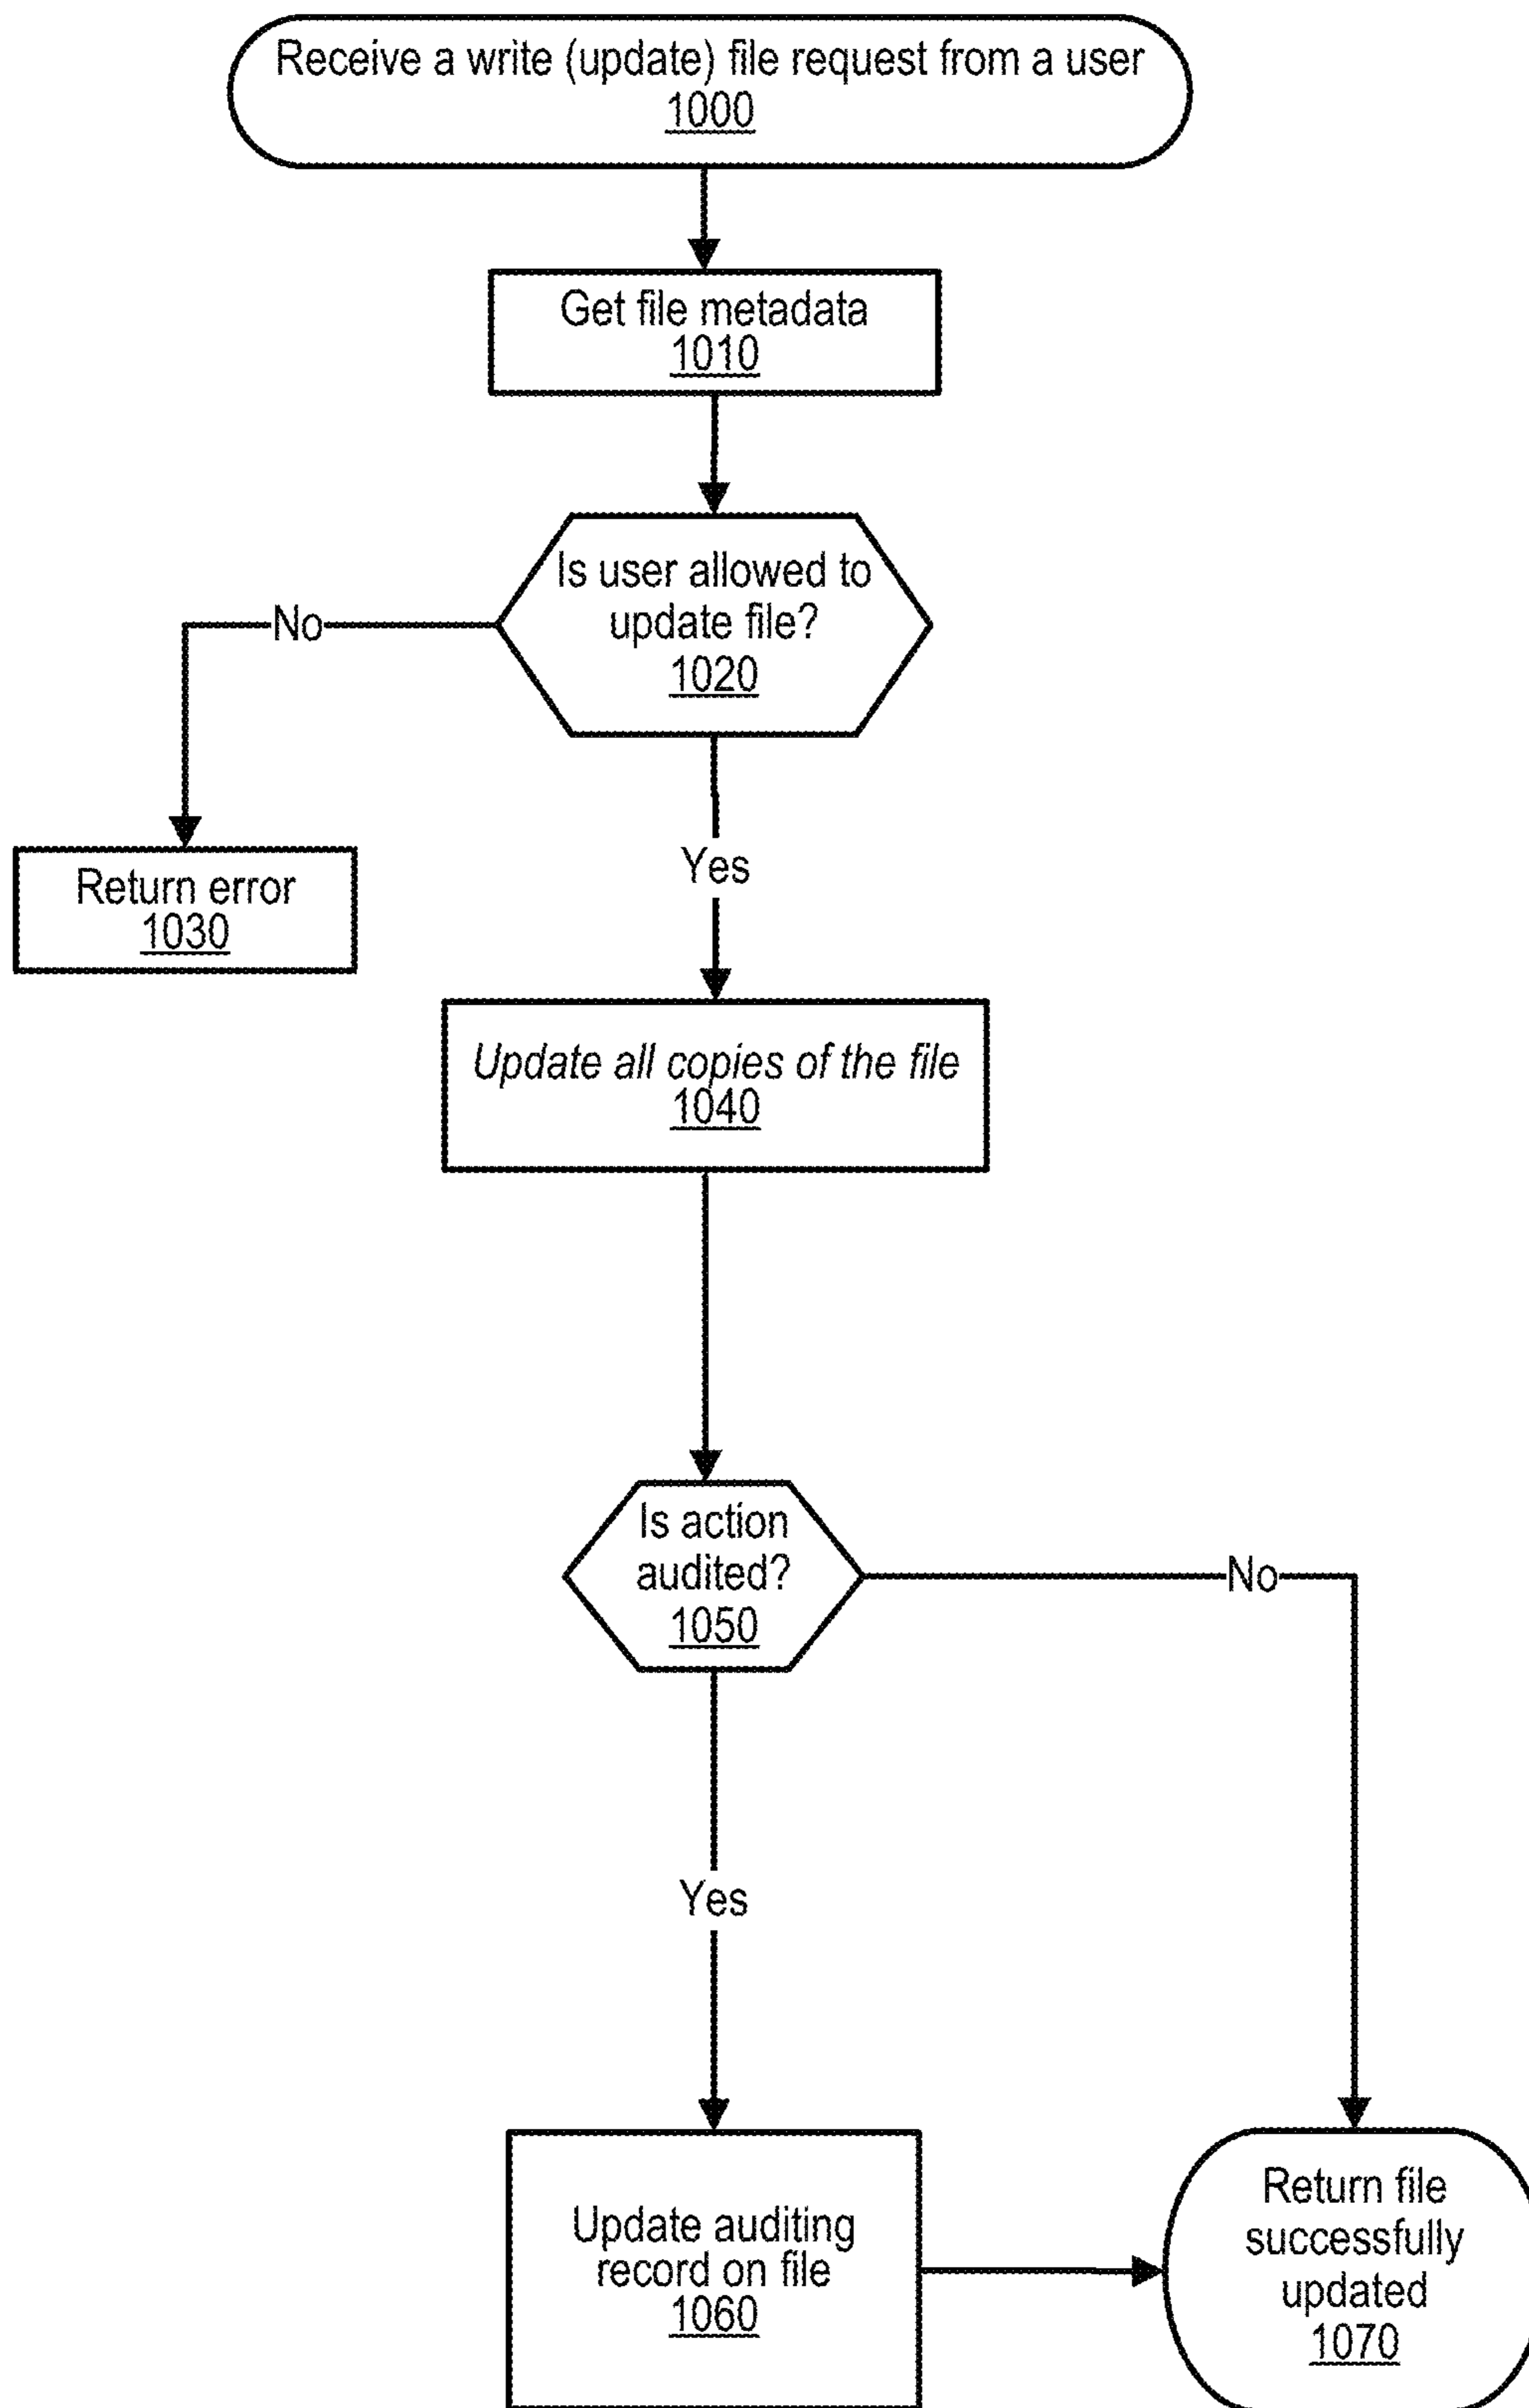 Receive a write (update) file request from a user
1000
Get file metadata
1010
Is user allowed to
update file?
1020
No
Yes
Return error
1030
Update all copies of the file
1040
Is action
audited?
1050
No
Yes
Update auditing
record on file
1060
Return file
successfully
updated
1070